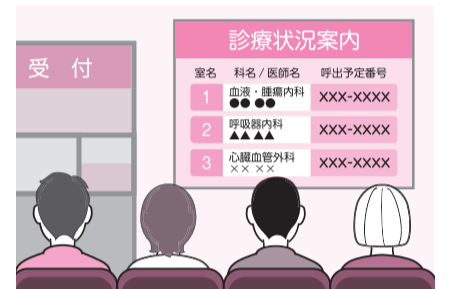 受 付
診療状況案内
室名 科名 / 医師名 呼出予定番号
1 血液・腫瘍内科 XXX-XXXX
●● ●●
2 呼吸器内科 XXX-XXXX
▲▲ ▲▲
3 心臓血管外科 XXX-XXXX
×× ××